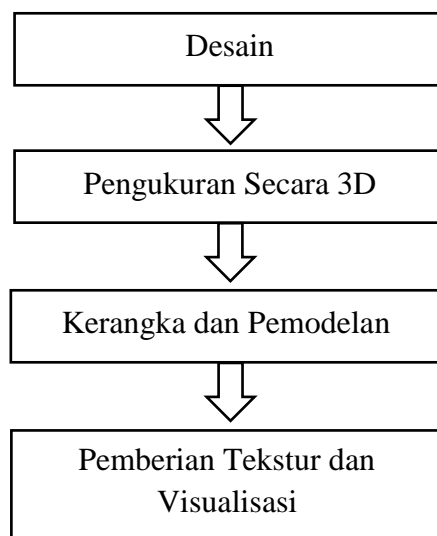 Desain
Pengukuran Secara 3D
Kerangka dan Pemodelan
Pemberian Tekstur dan
Visualisasi